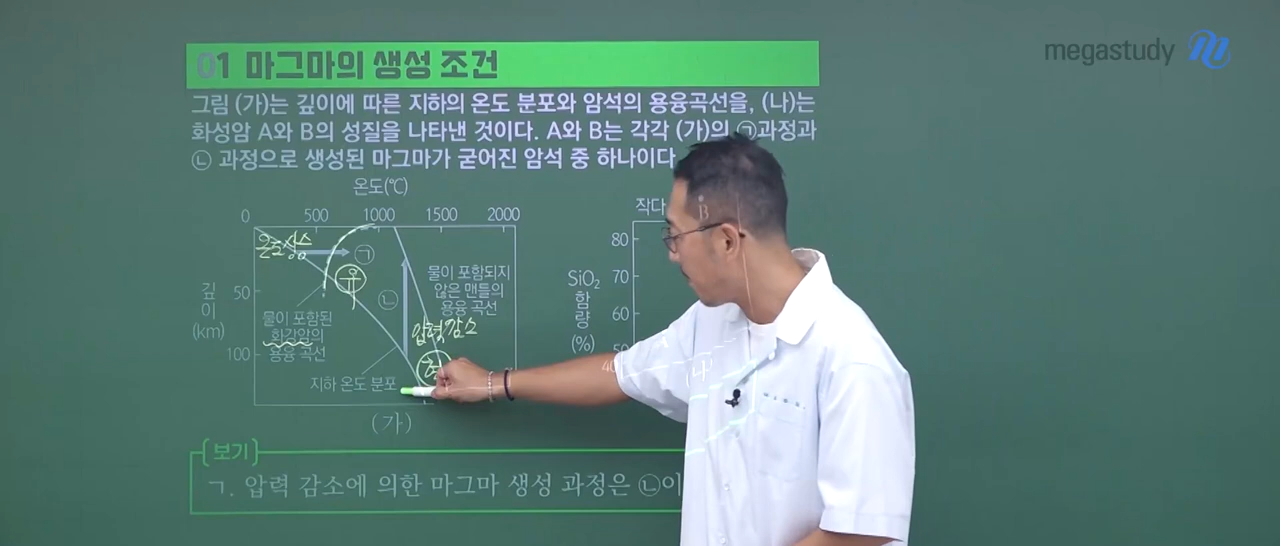 megastudy
01 마그마의 생성 조건
그림 (가)는 깊이에 따른 지하의 온도 분포와 암석의 용융곡선을, (나)는
화성암 A와 B의 성질을 나타낸 것이다. A와 B는 각각 (가)의 ㉠과정과
㉡ 과정으로 생성된 마그마가 굳어진 암석 중 하나이다
온도(℃)
0 500 1000 1500 2000
온도상승
㉠
유
물이 포함되지
않은 맨틀의
용융 곡선
깊이(km)
50
㉡
물이 포함된
화강암의
용융 곡선
압력감소
현
100
지하 온도 분포
(가)
작다
B
80
SiO₂
함량
(%)
70
60
50
40
A
(나)
보기
ㄱ. 압력 감소에 의한 마그마 생성 과정은 ㉡이